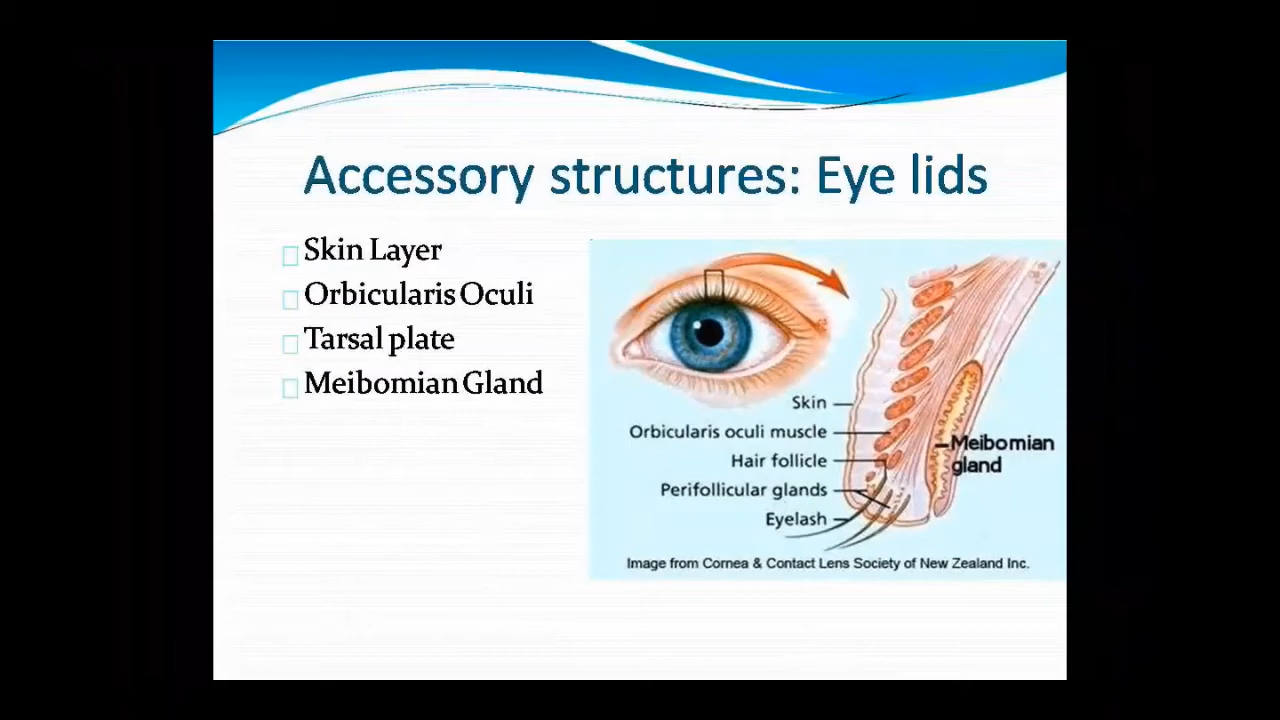 Accessory structures: Eye lids
Skin Layer
Orbicularis Oculi
Tarsal plate
Meibomian Gland
Skin
Orbicularis oculi muscle
Hair follicle
Perifollicular glands
Eyelash
Meibomian
gland
Image from Cornea & Contact Lens Society of New Zealand Inc.